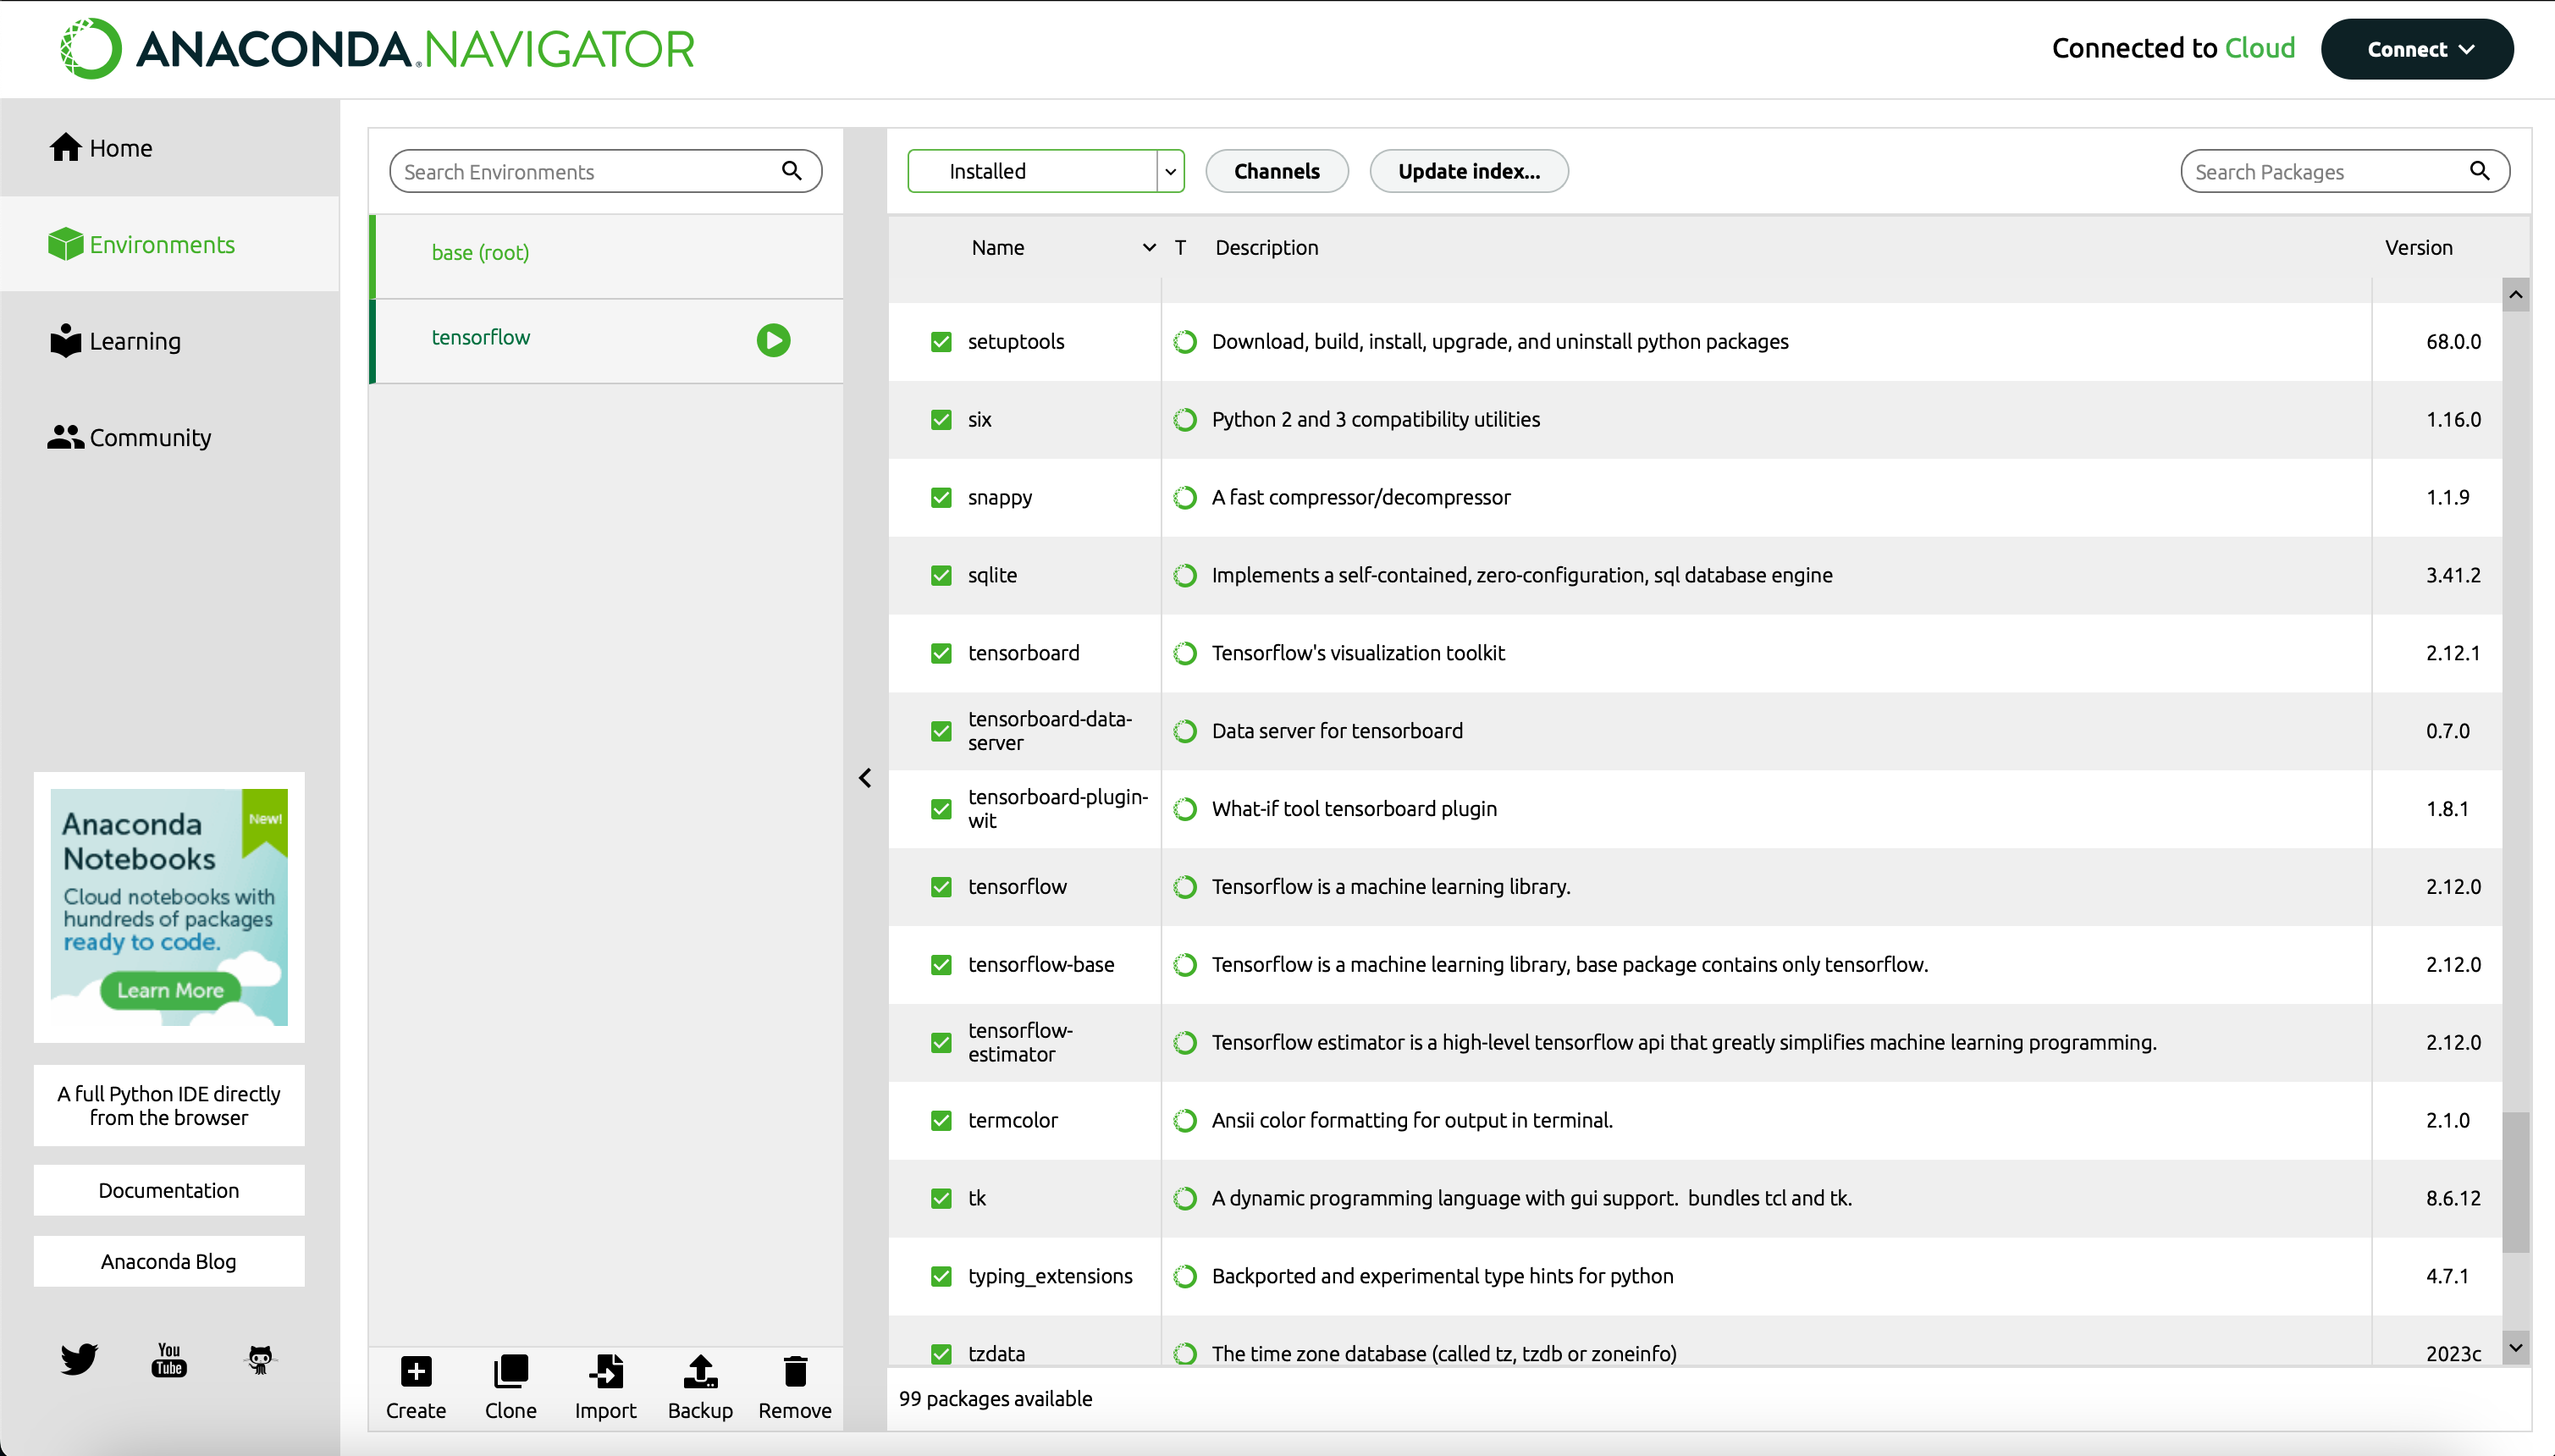 ANACONDA.NAVIGATOR
Connected to Cloud
Connect
Home
Environments
Learning
Community
Anaconda
Notebooks
New!
Cloud notebooks with
hundreds of packages
ready to code.
Learn More
A full Python IDE directly
from the browser
Documentation
Anaconda Blog
You
Tube
Search Environments
base (root)
tensorflow
Create
Clone
Import
Backup
Remove
Installed
Channels
Update index...
Search Packages
Name T Description Version
setuptools Download, build, install, upgrade, and uninstall python packages 68.0.0
six Python 2 and 3 compatibility utilities 1.16.0
snappy A fast compressor/decompressor 1.1.9
sqlite Implements a self-contained, zero-configuration, sql database engine 3.41.2
tensorboard Tensorflow's visualization toolkit 2.12.1
tensorboard-data-
server Data server for tensorboard 0.7.0
tensorboard-plugin-
wit What-if tool tensorboard plugin 1.8.1
tensorflow Tensorflow is a machine learning library. 2.12.0
tensorflow-base Tensorflow is a machine learning library, base package contains only tensorflow. 2.12.0
tensorflow-
estimator Tensorflow estimator is a high-level tensorflow api that greatly simplifies machine learning programming. 2.12.0
termcolor Ansii color formatting for output in terminal. 2.1.0
tk A dynamic programming language with gui support. bundles tcl and tk. 8.6.12
typing_extensions Backported and experimental type hints for python 4.7.1
tzdata The time zone database (called tz, tzdb or zoneinfo) 2023c
99 packages available